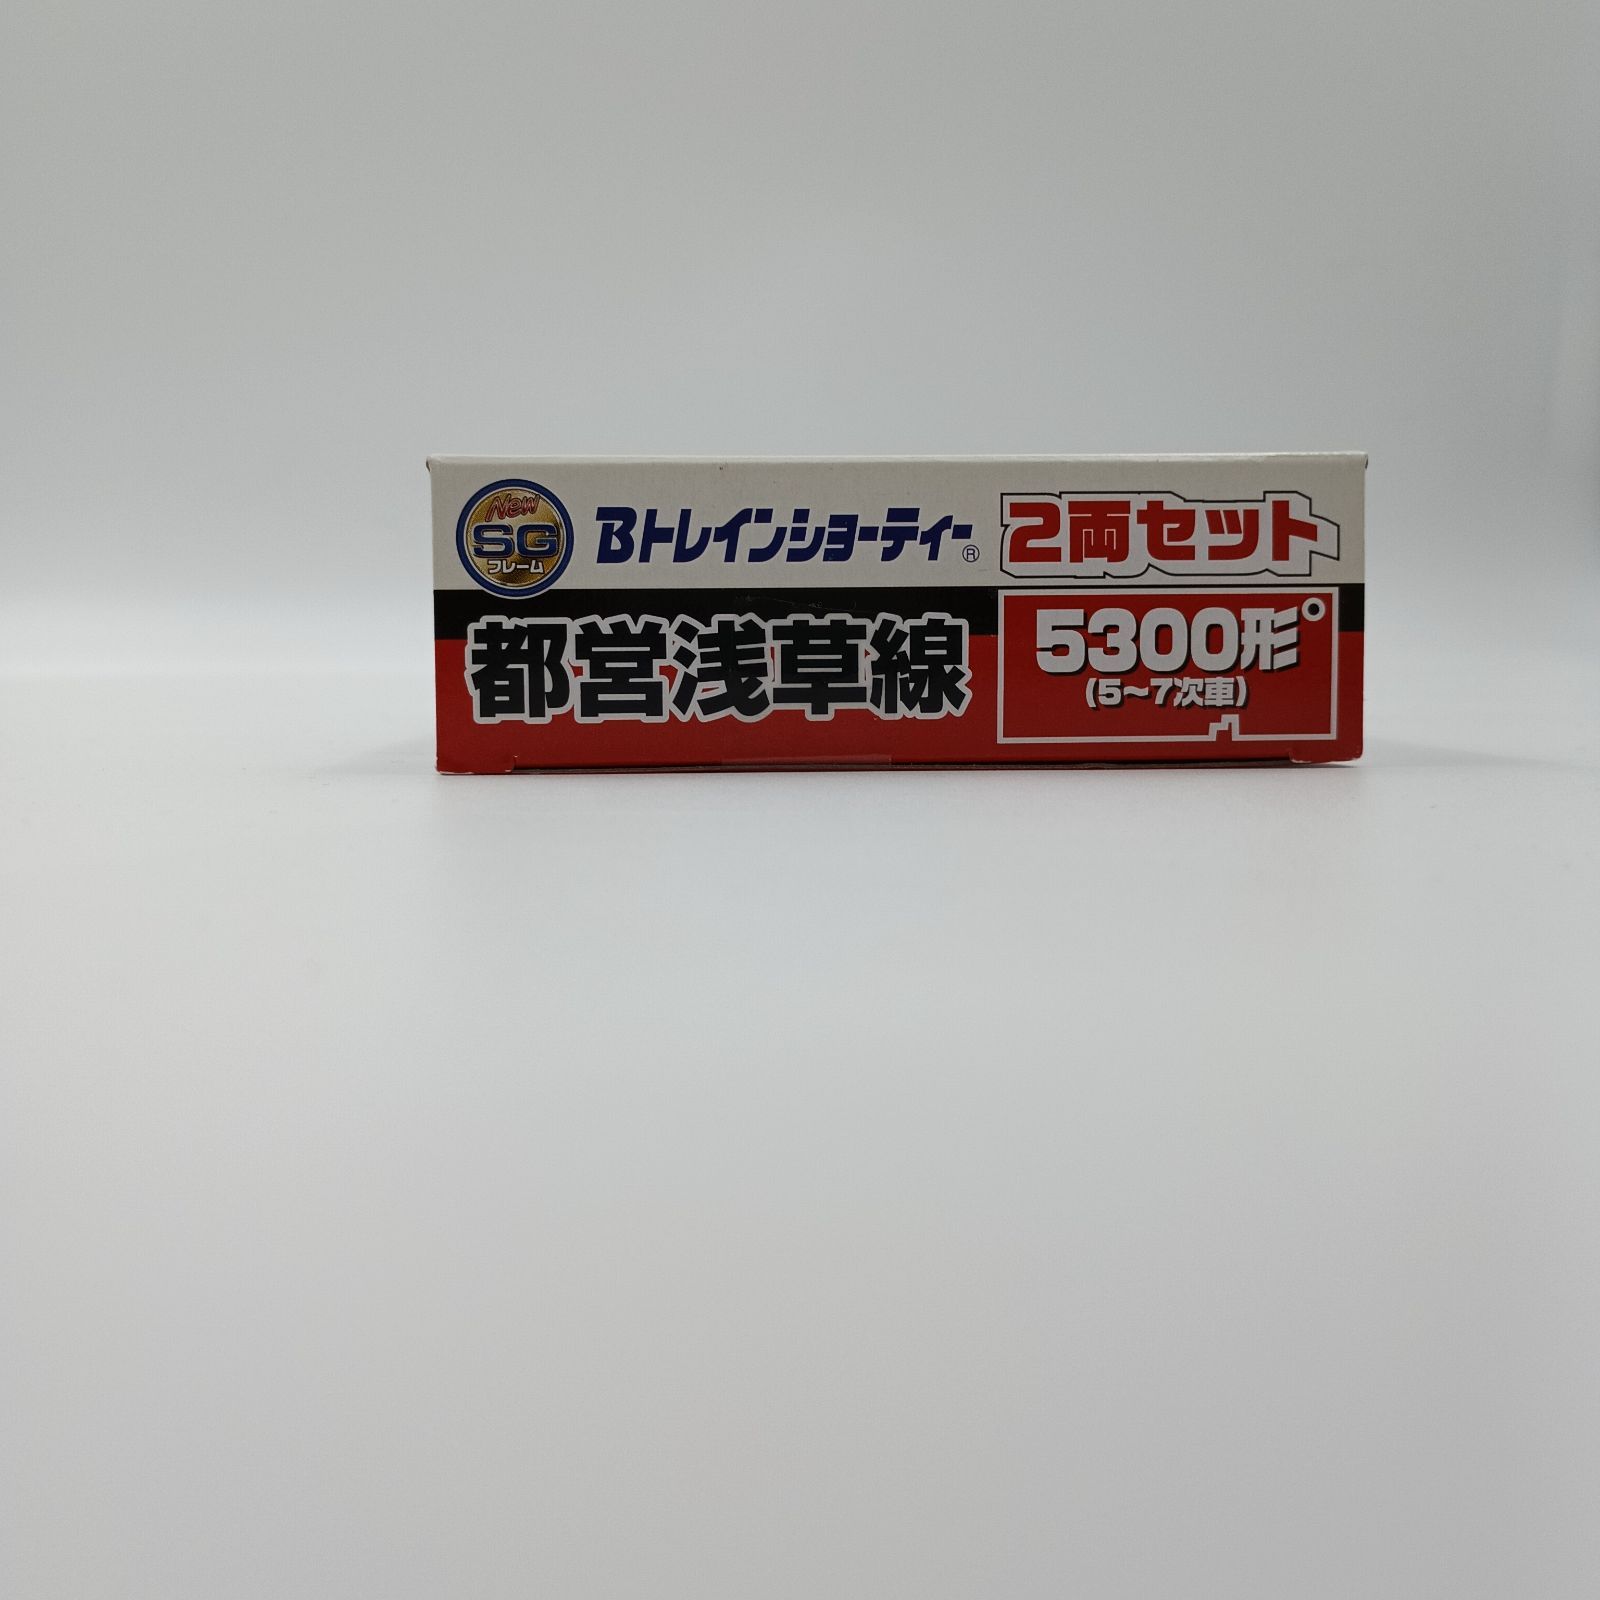 New
SG
フレーム
Bトレインショーティー®
2両セット
都営浅草線
5300形
(5〜7次車)